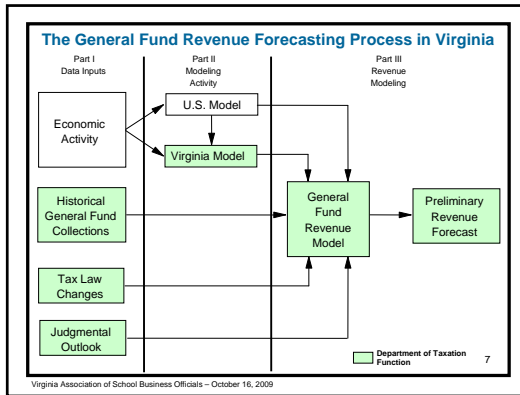 The General Fund Revenue Forecasting Process in Virginia
Part I
Data Inputs
Part II
Modeling
Activity
Part III
Revenue
Modeling
Economic
Activity
U.S. Model
Virginia Model
Historical
General Fund
Collections
General
Fund
Revenue
Model
Preliminary
Revenue
Forecast
Tax Law
Changes
Judgmental
Outlook
Department of Taxation
Function
7
Virginia Association of School Business Officials – October 16, 2009